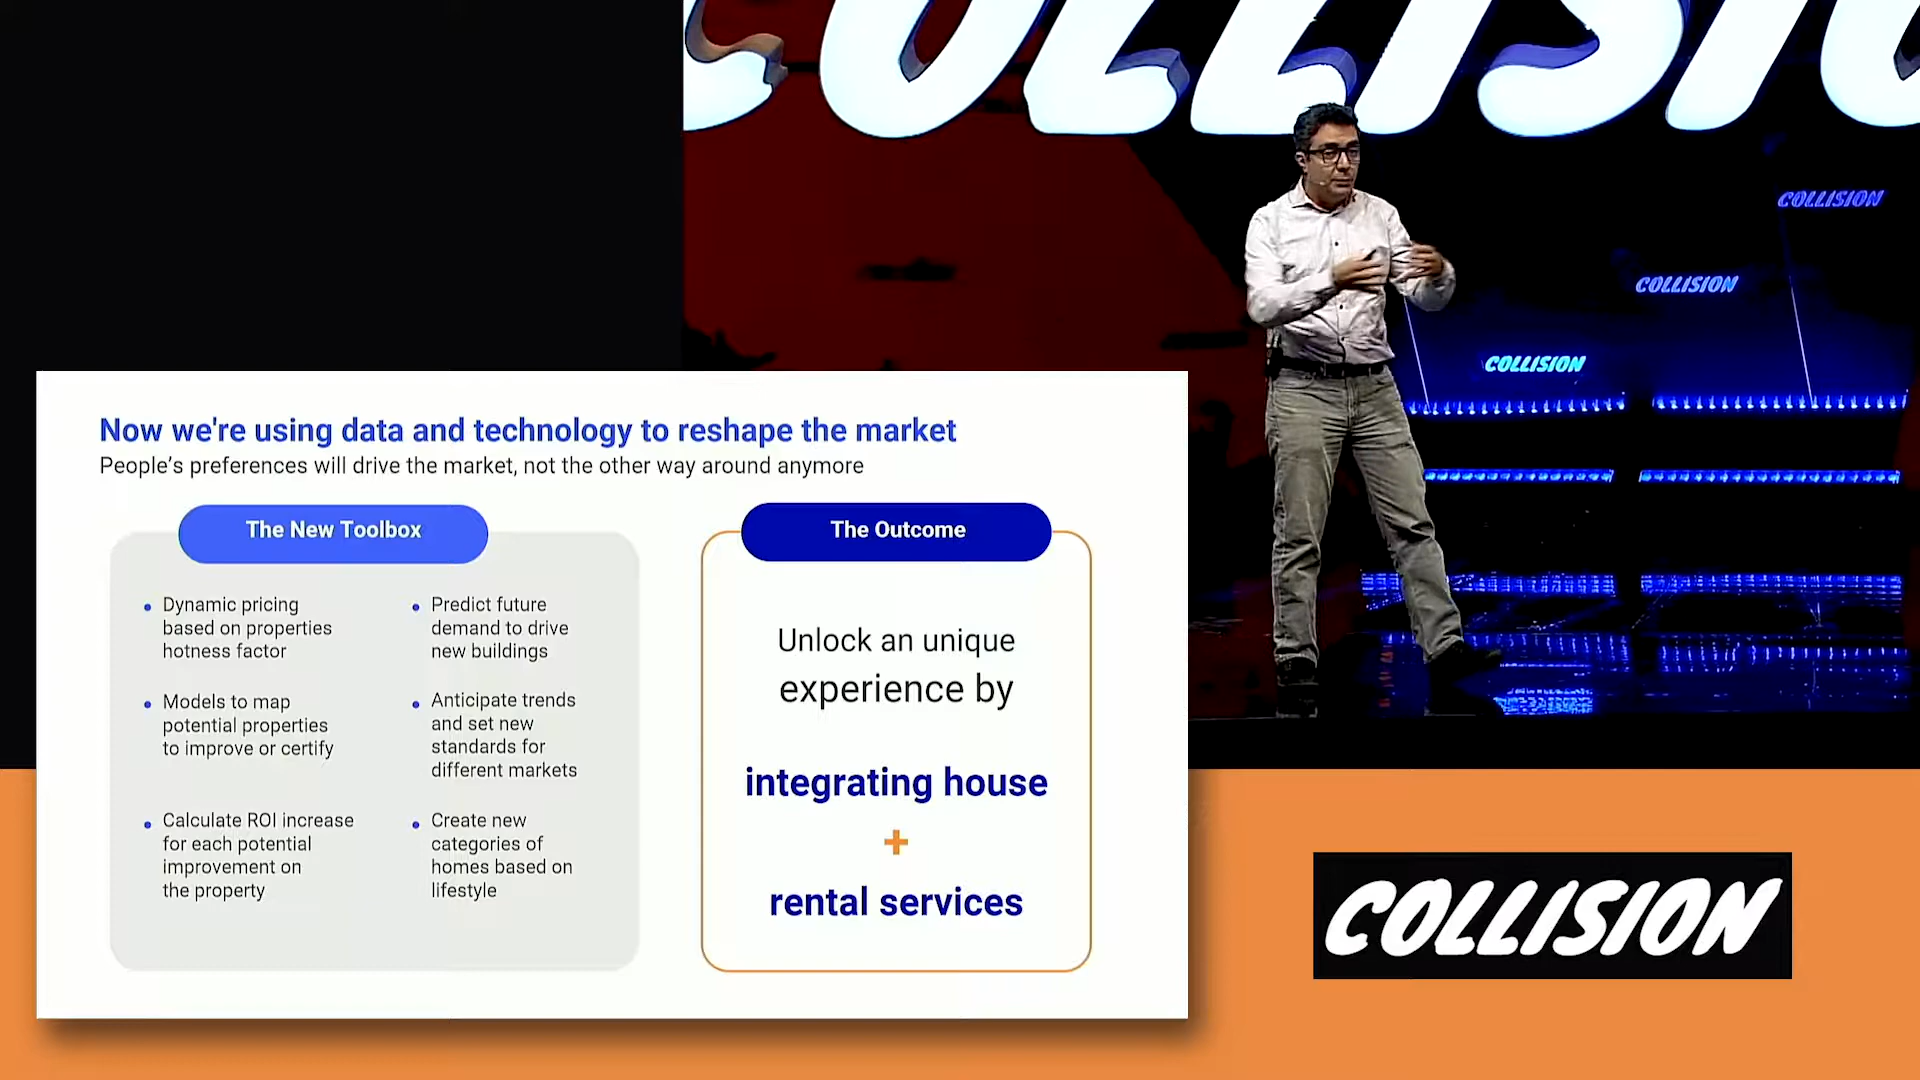 COLLISIO
COLLISION
COLLISION
COLLISION
Now we're using data and technology to reshape the market
People’s preferences will drive the market, not the other way around anymore
The New Toolbox
Dynamic pricing
based on properties
hotness factor
Models to map
potential properties
to improve or certify
Calculate ROI increase
for each potential
improvement on
the property
Predict future
demand to drive
new buildings
Anticipate trends
and set new
standards for
different markets
Create new
categories of
homes based on
lifestyle
The Outcome
Unlock an unique
experience by
integrating house
+
rental services
COLLISION